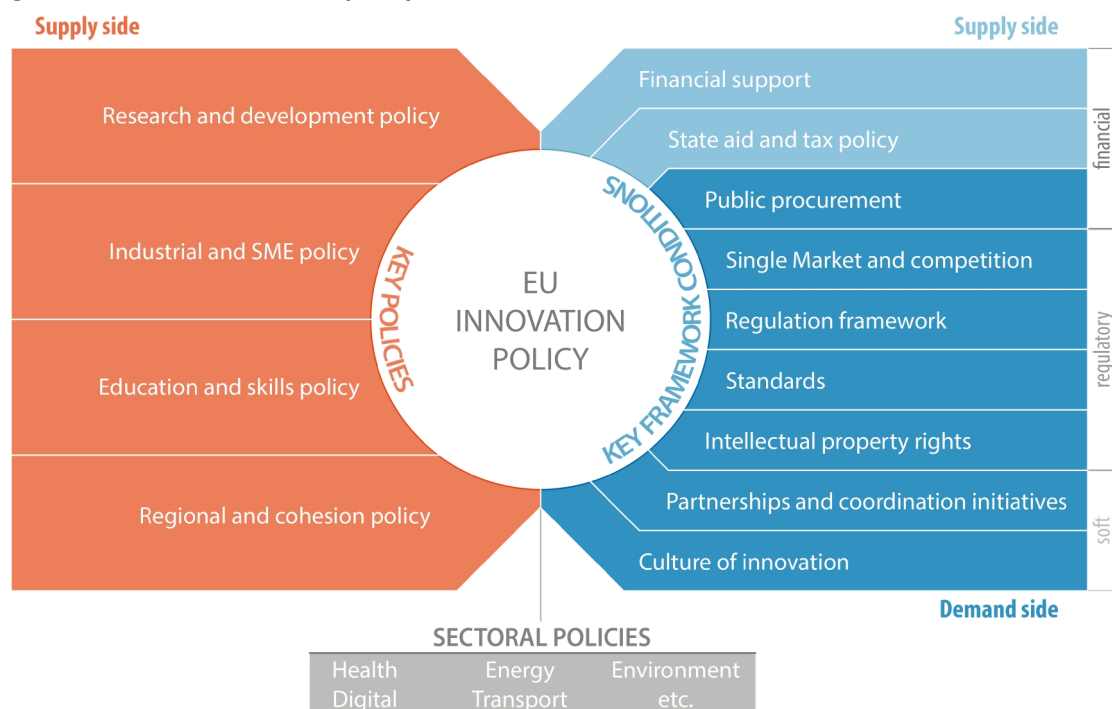 Supply side
Research and development policy
Industrial and SME policy
Education and skills policy
Regional and cohesion policy
KEY POLICIES
EU
INNOVATION
POLICY
KEY FRAMEWORK CONDITIONS
Supply side
Financial support
State aid and tax policy
Public procurement
Single Market and competition
Regulation framework
Standards
Intellectual property rights
Partnerships and coordination initiatives
Culture of innovation
Demand side
financial
regulatory
soft
SECTORAL POLICIES
Health Energy Environment
Digital Transport etc.